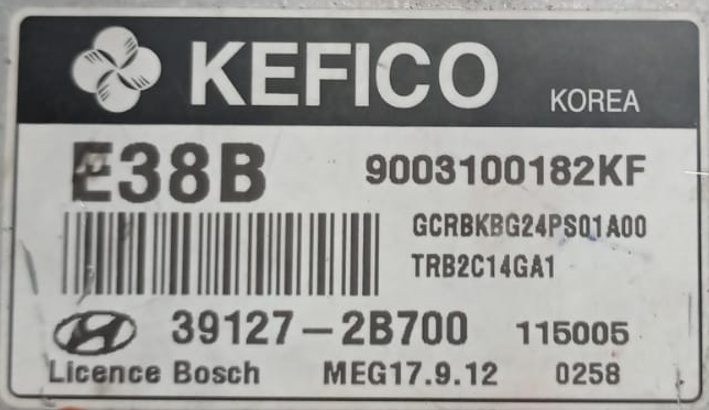 KEFICO KOREA
E38B 9003100182KF
GCRBKBG24PS01A00
TRB2C14GA1
39127-2B700 115005
Licence Bosch MEG17.9.12 0258